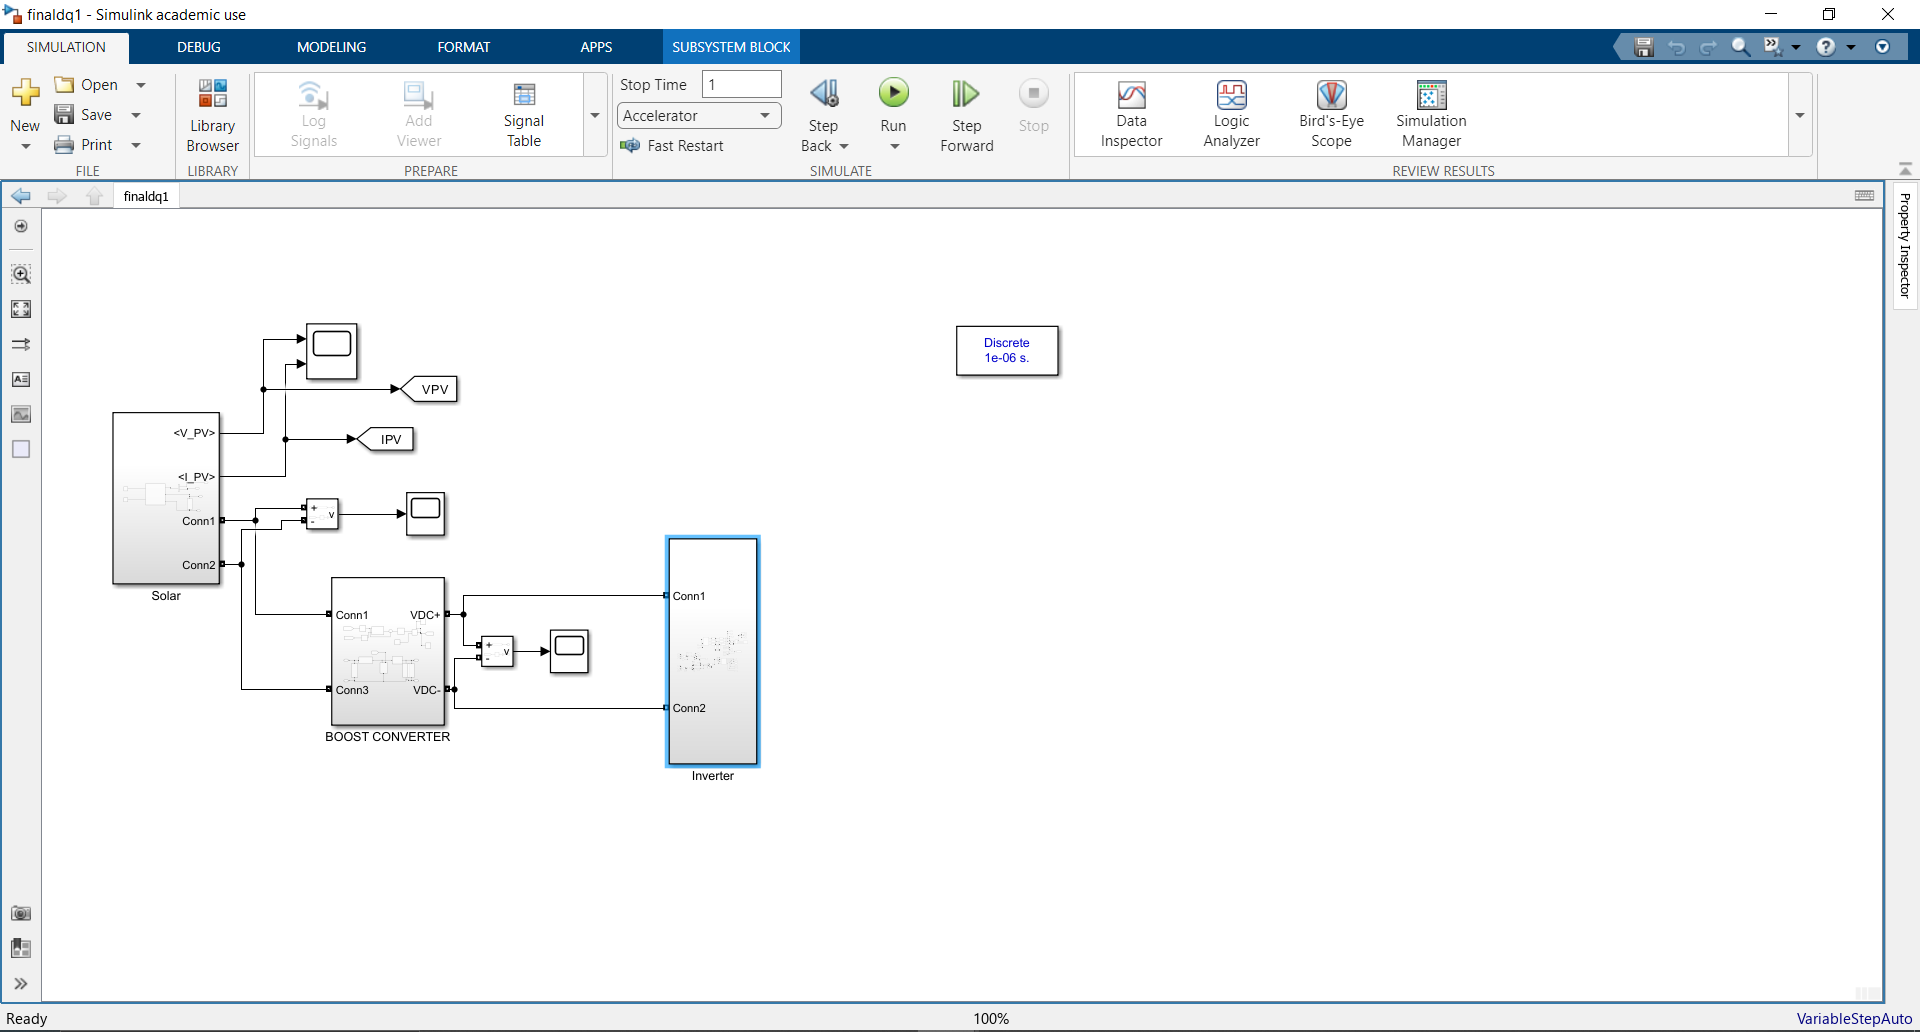 finaldq1 - Simulink academic use
SIMULATION DEBUG MODELING FORMAT APPS SUBSYSTEM BLOCK
New
Open
Save
Print
FILE
Library
Browser
LIBRARY
Log
Signals
Add
Viewer
Signal
Table
PREPARE
Stop Time 1
Accelerator
Fast Restart
Step
Back
Run
Step
Forward
Stop
SIMULATE
Data
Inspector
Logic
Analyzer
Bird's-Eye
Scope
Simulation
Manager
REVIEW RESULTS
finaldq1
Property Inspector
Discrete
1e-06 s.
VPV
IPV
<V_PV>
<I_PV>
Conn1
Conn2
Solar
+
-
v
Conn1
VDC+
Conn3
VDC-
BOOST CONVERTER
+
-
v
Conn1
Conn2
Inverter
Ready
100%
VariableStepAuto